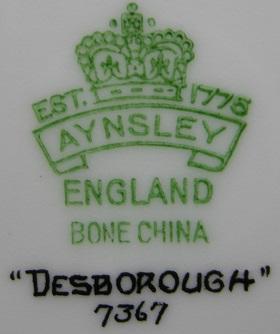 EST. 1775
AYNSLEY
ENGLAND
BONE CHINA
"DESBOROUGH"
7367